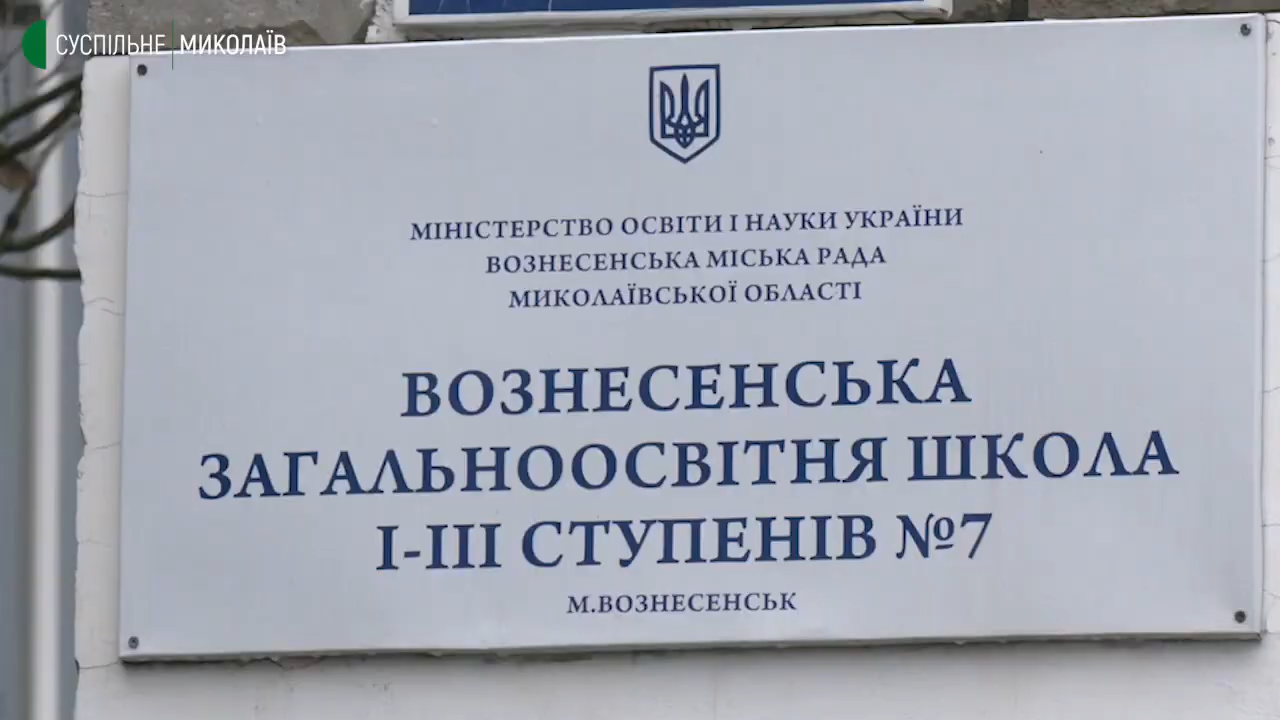 СУСПІЛЬНЕ МИКОЛАЇВ
МІНІСТЕРСТВО ОСВІТИ І НАУКИ УКРАЇНИ
ВОЗНЕСЕНСЬКА МІСЬКА РАДА
МИКОЛАЇВСЬКОЇ ОБЛАСТІ
ВОЗНЕСЕНСЬКА
ЗАГАЛЬНООСВІТНЯ ШКОЛА
І-ІІІ СТУПЕНІВ №7
М.ВОЗНЕСЕНСЬК